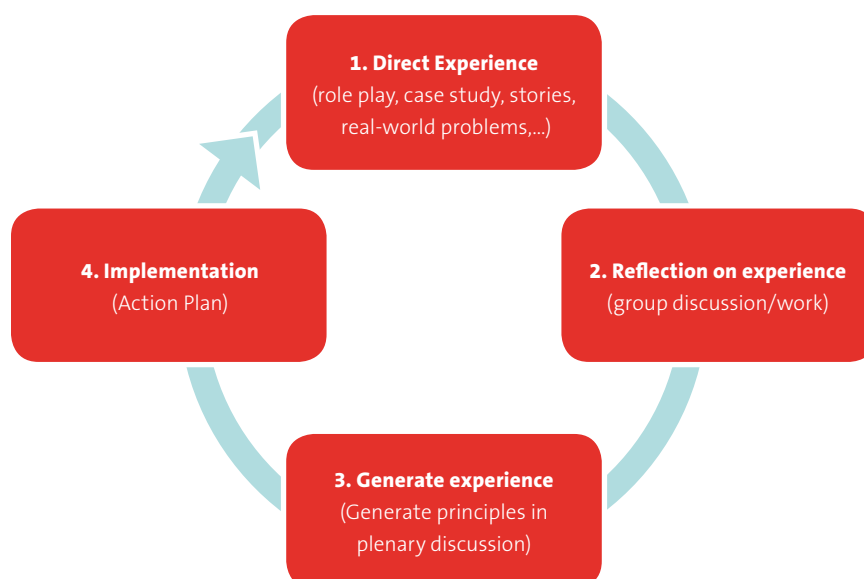 1. Direct Experience
(role play, case study, stories,
real-world problems,...)
2. Reflection on experience
(group discussion/work)
3. Generate experience
(Generate principles in
plenary discussion)
4. Implementation
(Action Plan)